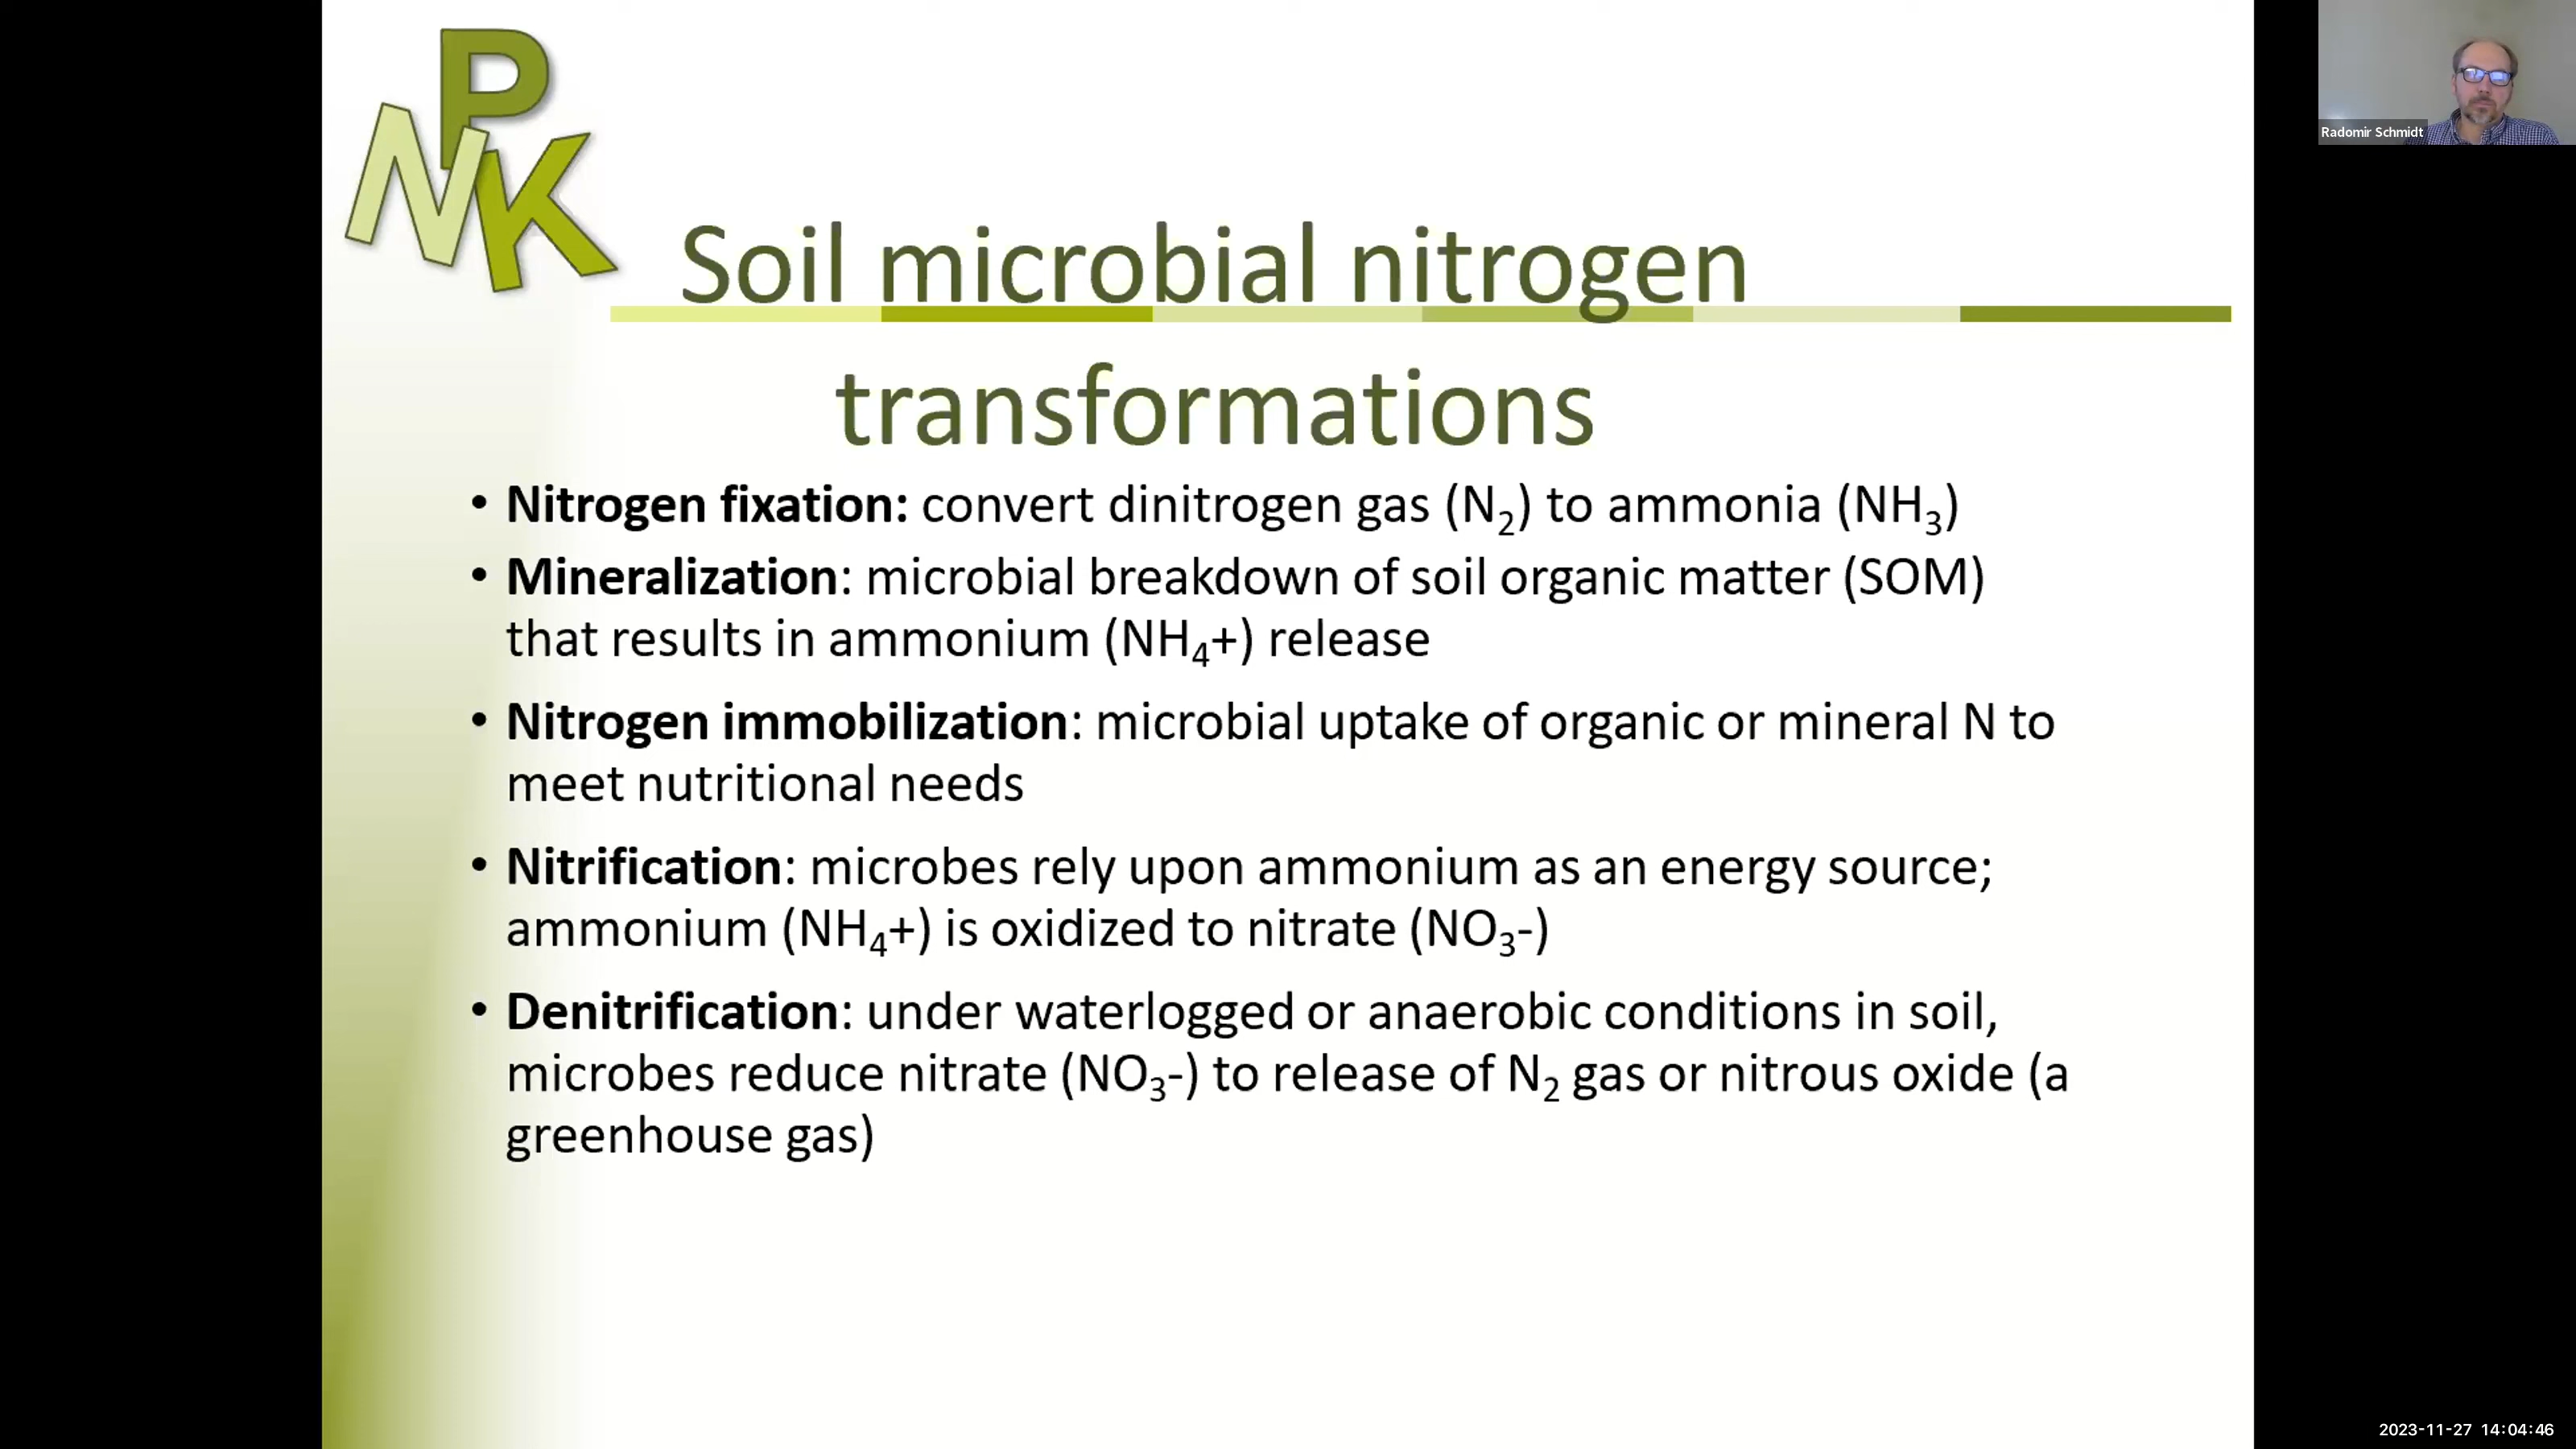 P
N K
Radomir Schmidt
Soil microbial nitrogen
transformations
• Nitrogen fixation: convert dinitrogen gas (N₂) to ammonia (NH₃)
• Mineralization: microbial breakdown of soil organic matter (SOM)
that results in ammonium (NH₄+) release
• Nitrogen immobilization: microbial uptake of organic or mineral N to
meet nutritional needs
• Nitrification: microbes rely upon ammonium as an energy source;
ammonium (NH₄+) is oxidized to nitrate (NO₃-)
• Denitrification: under waterlogged or anaerobic conditions in soil,
microbes reduce nitrate (NO₃-) to release of N₂ gas or nitrous oxide (a
greenhouse gas)
2023-11-27 14:04:46